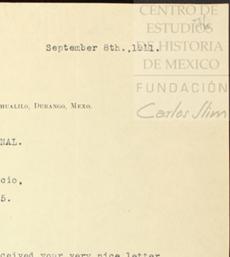 CENTRO DE
ESTUDIOS
DE HISTORIA
DE MEXICO
FUNDACIÓN
Carlos Slim
September 8th.,1911.
HUALILO, DURANGO, MEXO.
NAL.
cio,
5.
ceived your very nice letter